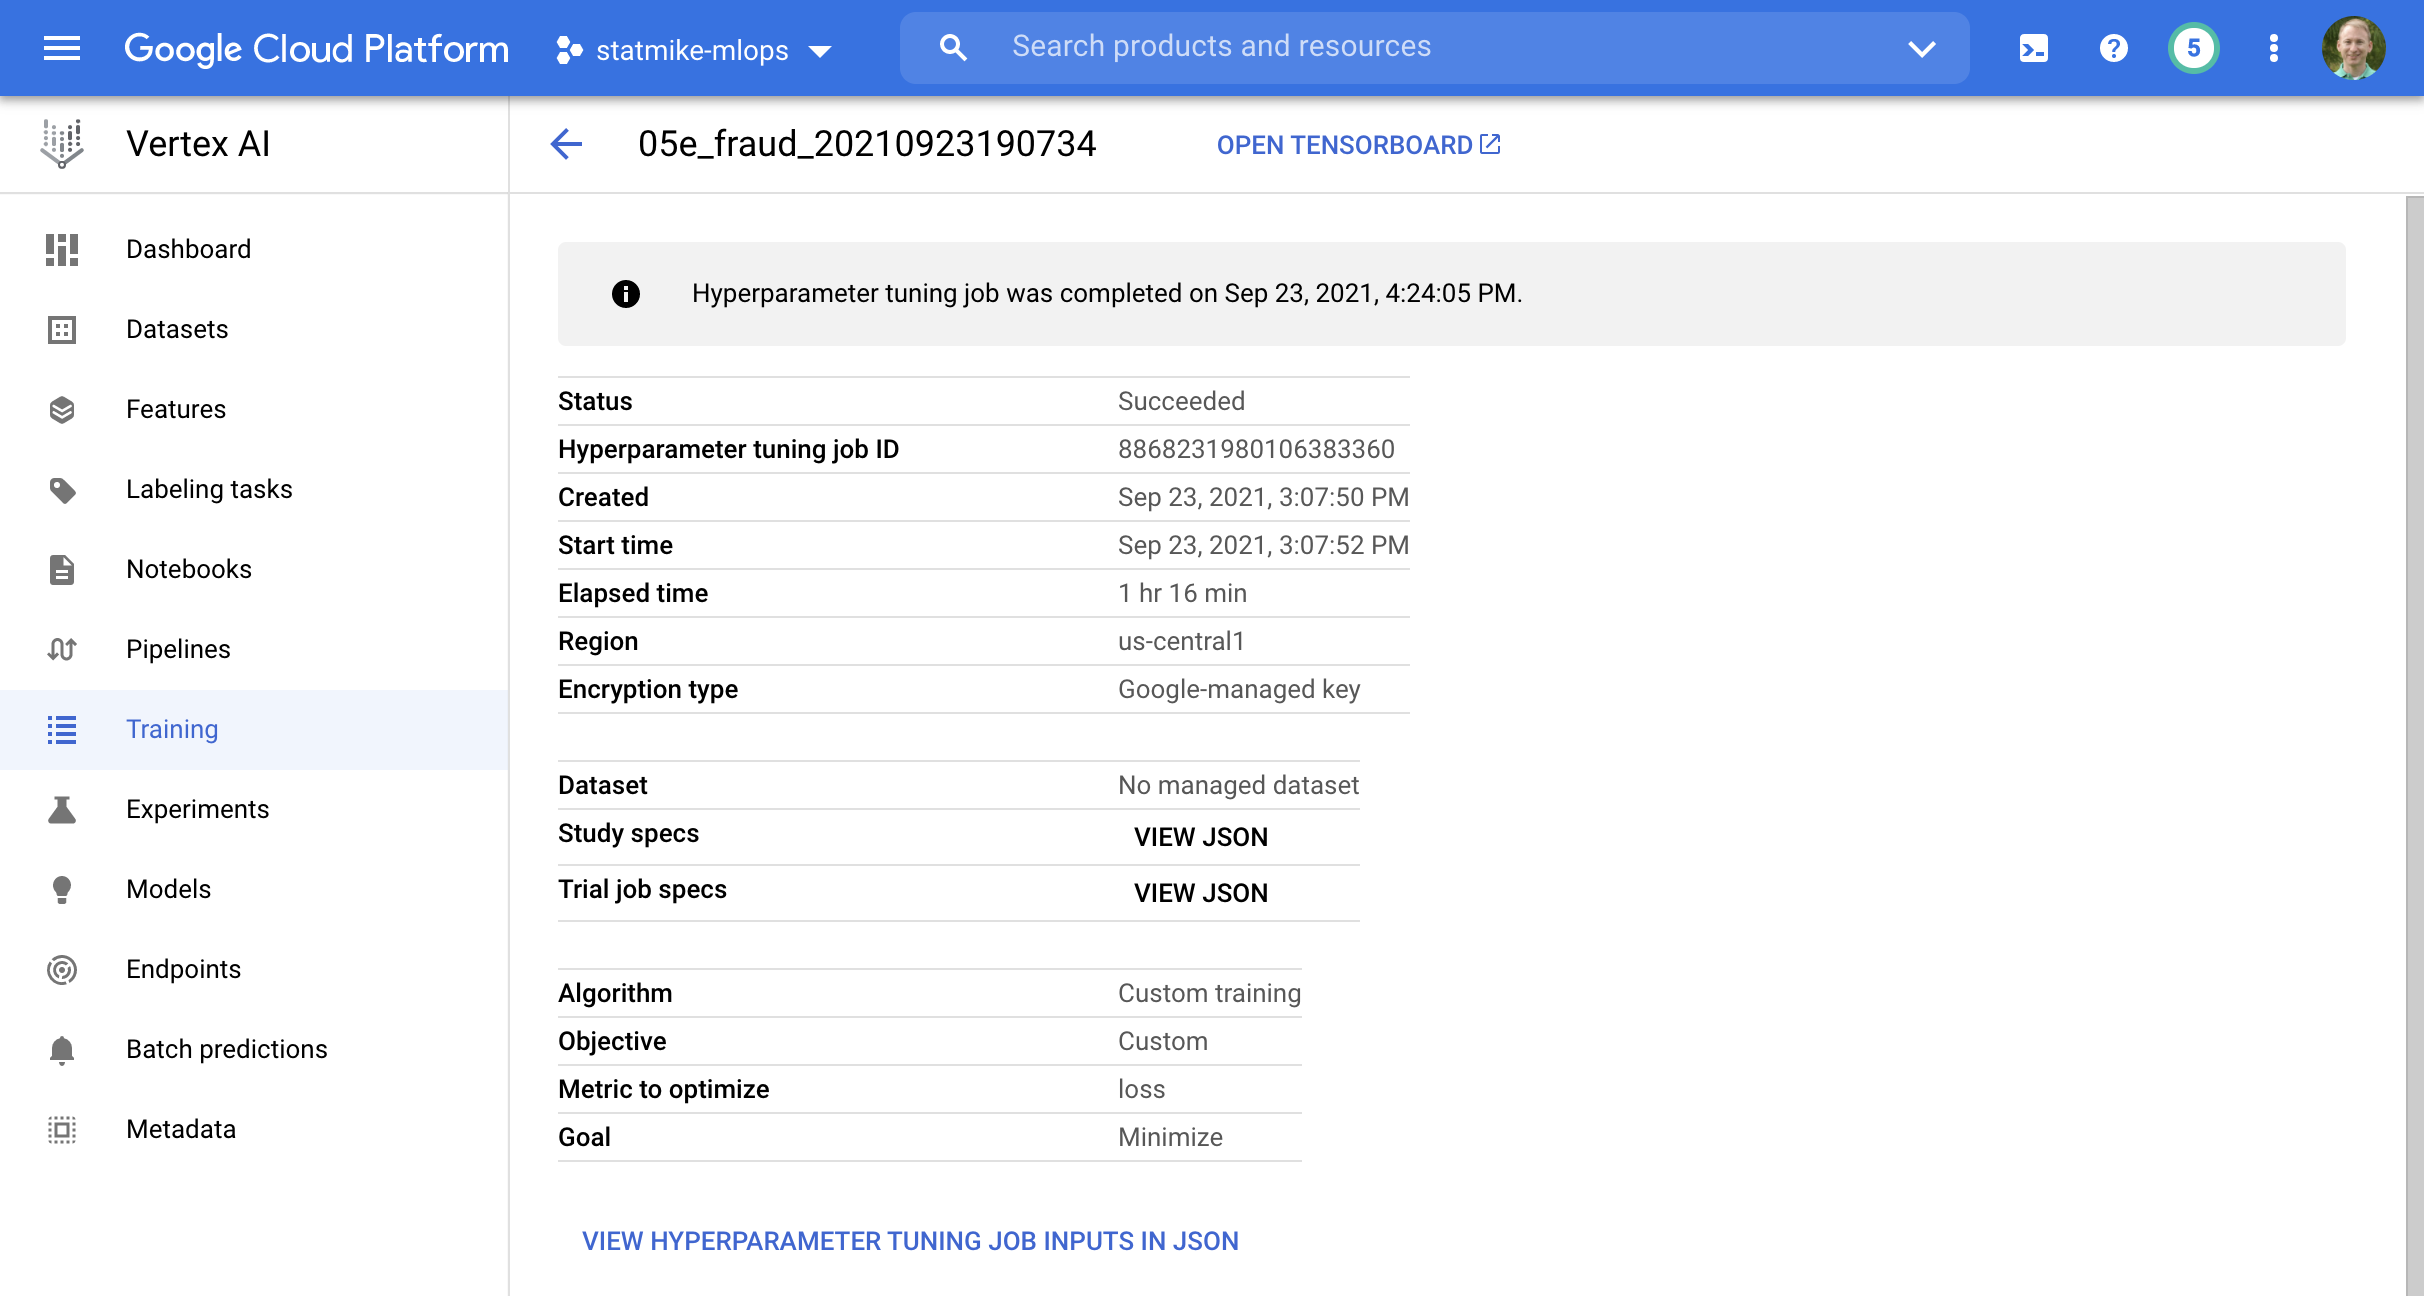 Google Cloud Platform
statmike-mlops
Search products and resources
5
Vertex AI
05e_fraud_20210923190734
OPEN TENSORBOARD
Dashboard
Datasets
Features
Labeling tasks
Notebooks
Pipelines
Training
Experiments
Models
Endpoints
Batch predictions
Metadata
Hyperparameter tuning job was completed on Sep 23, 2021, 4:24:05 PM.
Status Succeeded
Hyperparameter tuning job ID 8868231980106383360
Created Sep 23, 2021, 3:07:50 PM
Start time Sep 23, 2021, 3:07:52 PM
Elapsed time 1 hr 16 min
Region us-central1
Encryption type Google-managed key
Dataset No managed dataset
Study specs VIEW JSON
Trial job specs VIEW JSON
Algorithm Custom training
Objective Custom
Metric to optimize loss
Goal Minimize
VIEW HYPERPARAMETER TUNING JOB INPUTS IN JSON